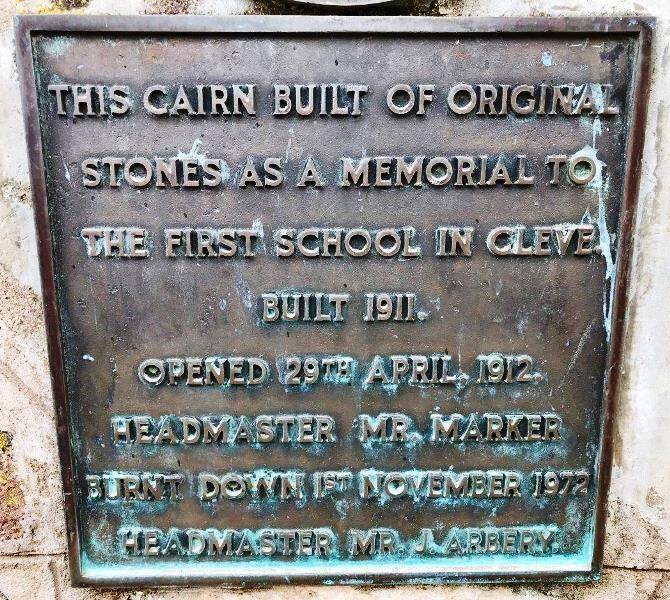 THIS CAIRN BUILT OF ORIGINAL
STONES AS A MEMORIAL TO
THE FIRST SCHOOL IN CLEVE.
BUILT 1911.
OPENED 29TH APRIL, 1912.
HEADMASTER MR. MARKER
BURNT DOWN 1ST NOVEMBER 1972
HEADMASTER MR. J. ARBERY.